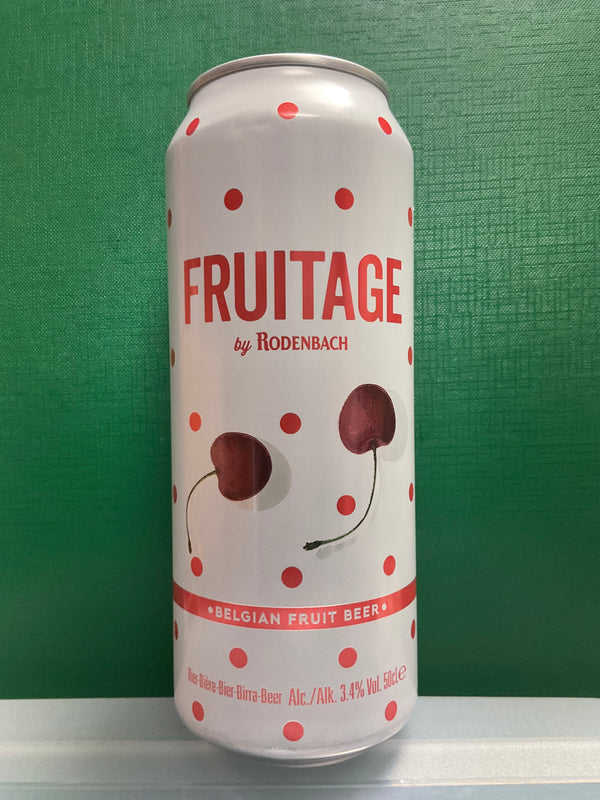 FRUITAGE
by RODENBACH
•BELGIAN FRUIT BEER•
Bier-Bière-Bier-Birra-Beer Alc./Alk. 3.4% Vol. 50cl ℮